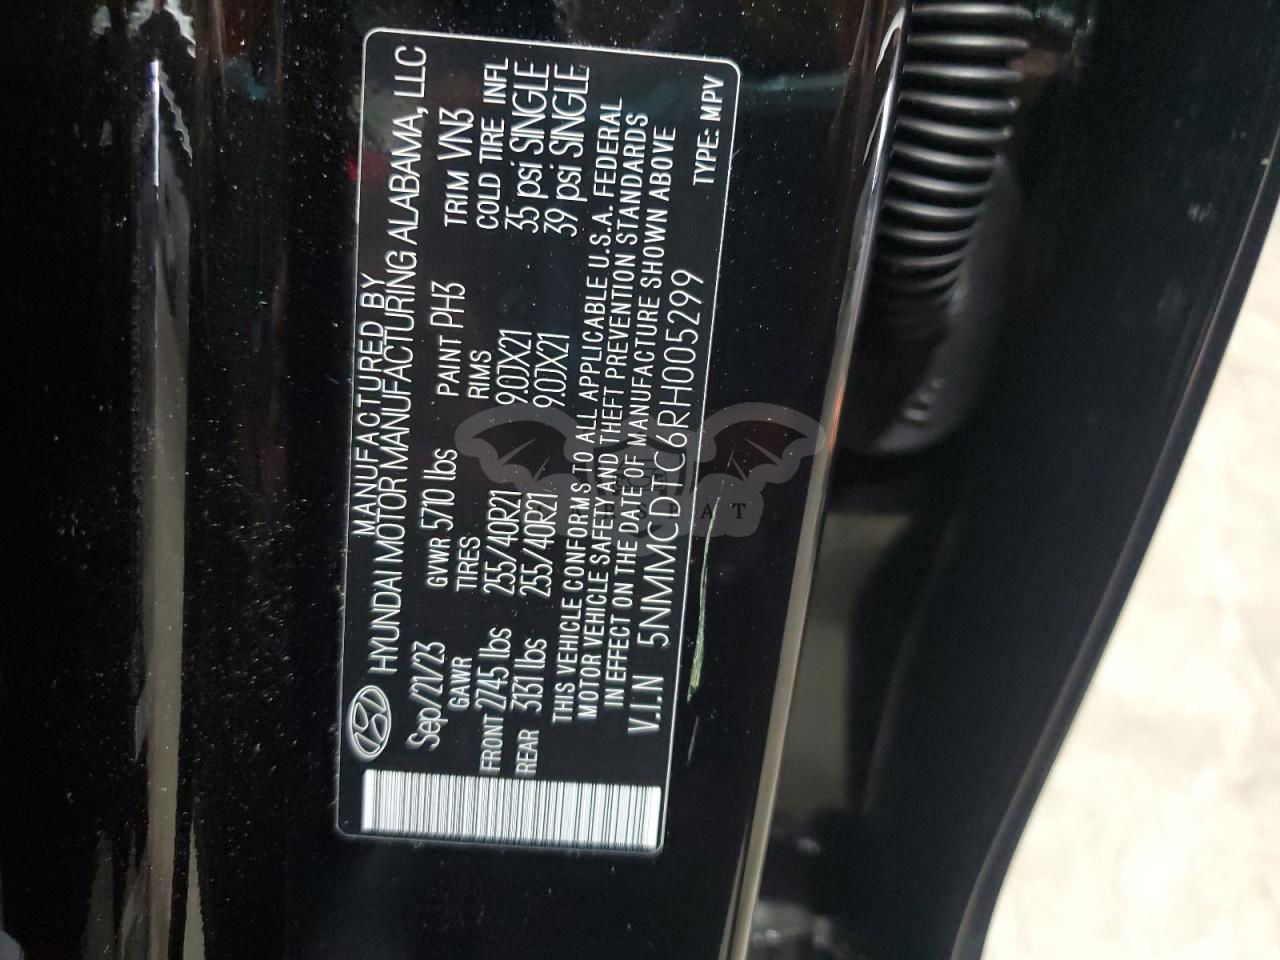 MANUFACTURED BY
HYUNDAI MOTOR MANUFACTURING ALABAMA, LLC
Sep/21/23 GVWR 5710 lbs PAINT PH3 TRIM VN3
GAWR TIRES RIMS COLD TIRE INFL
FRONT 2745 lbs 255/40R21 9.0JX21 35 psi SINGLE
REAR 3131 lbs 255/40R21 9.0JX21 39 psi SINGLE
THIS VEHICLE CONFORMS TO ALL APPLICABLE U.S.A. FEDERAL
MOTOR VEHICLE SAFETY AND THEFT PREVENTION STANDARDS
IN EFFECT ON THE DATE OF MANUFACTURE SHOWN ABOVE
V.I.N 5NMMCDTC6RH005299 TYPE: MPV